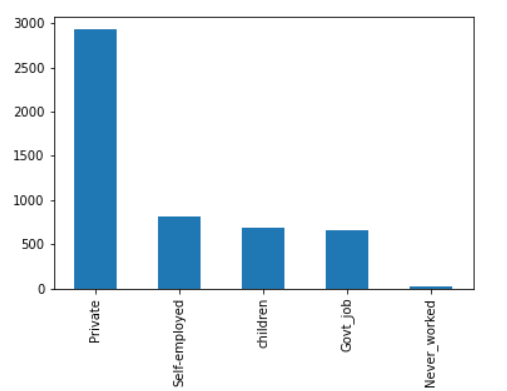 3000
2500
2000
1500
1000
500
0
Private
Self-employed
children
Govt_job
Never_worked